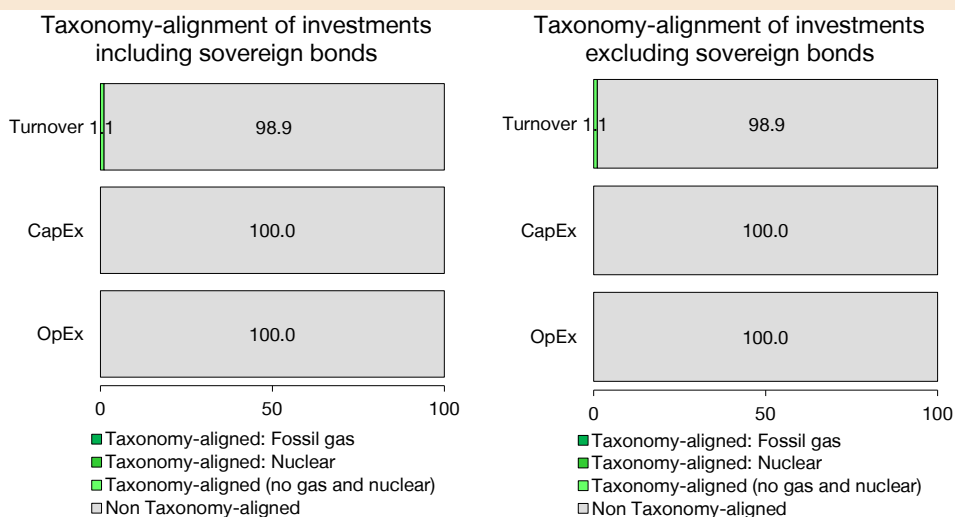 Taxonomy-alignment of investments
including sovereign bonds
Turnover 1.1
98.9
CapEx
100.0
OpEx
100.0
0
50
100
Taxonomy-aligned: Fossil gas
Taxonomy-aligned: Nuclear
Taxonomy-aligned (no gas and nuclear)
Non Taxonomy-aligned
Taxonomy-alignment of investments
excluding sovereign bonds
Turnover 1.1
98.9
CapEx
100.0
OpEx
100.0
0
50
100
Taxonomy-aligned: Fossil gas
Taxonomy-aligned: Nuclear
Taxonomy-aligned (no gas and nuclear)
Non Taxonomy-aligned